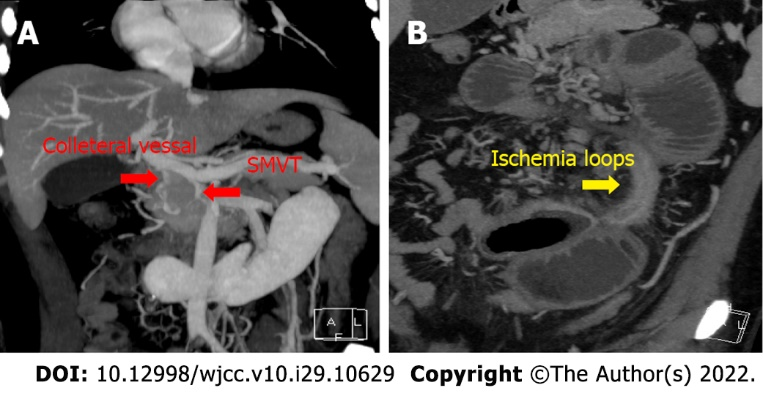 A
B
Colleteral vessal
SMVT
Ischemia loops
A L
F
L
DOI: 10.12998/wjcc.v10.i29.10629 Copyright ©The Author(s) 2022.